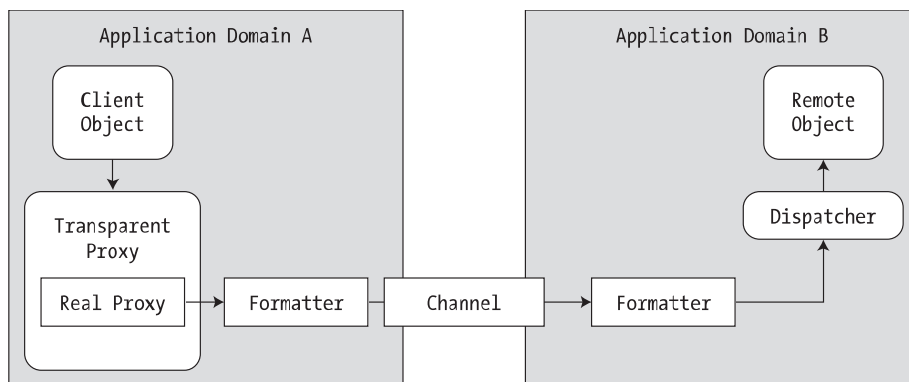 Application Domain A
Application Domain B
Client
Object
Remote
Object
Transparent
Proxy
Dispatcher
Real Proxy
Formatter
Channel
Formatter